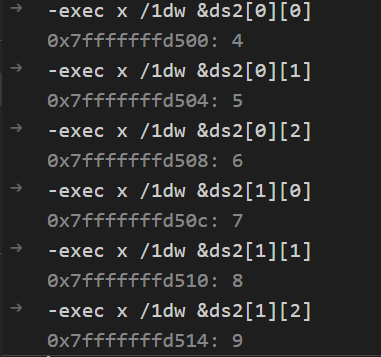 → -exec x /1dw &ds2[0][0]
0x7fffffffd500: 4
→ -exec x /1dw &ds2[0][1]
0x7fffffffd504: 5
→ -exec x /1dw &ds2[0][2]
0x7fffffffd508: 6
→ -exec x /1dw &ds2[1][0]
0x7fffffffd50c: 7
→ -exec x /1dw &ds2[1][1]
0x7fffffffd510: 8
→ -exec x /1dw &ds2[1][2]
0x7fffffffd514: 9